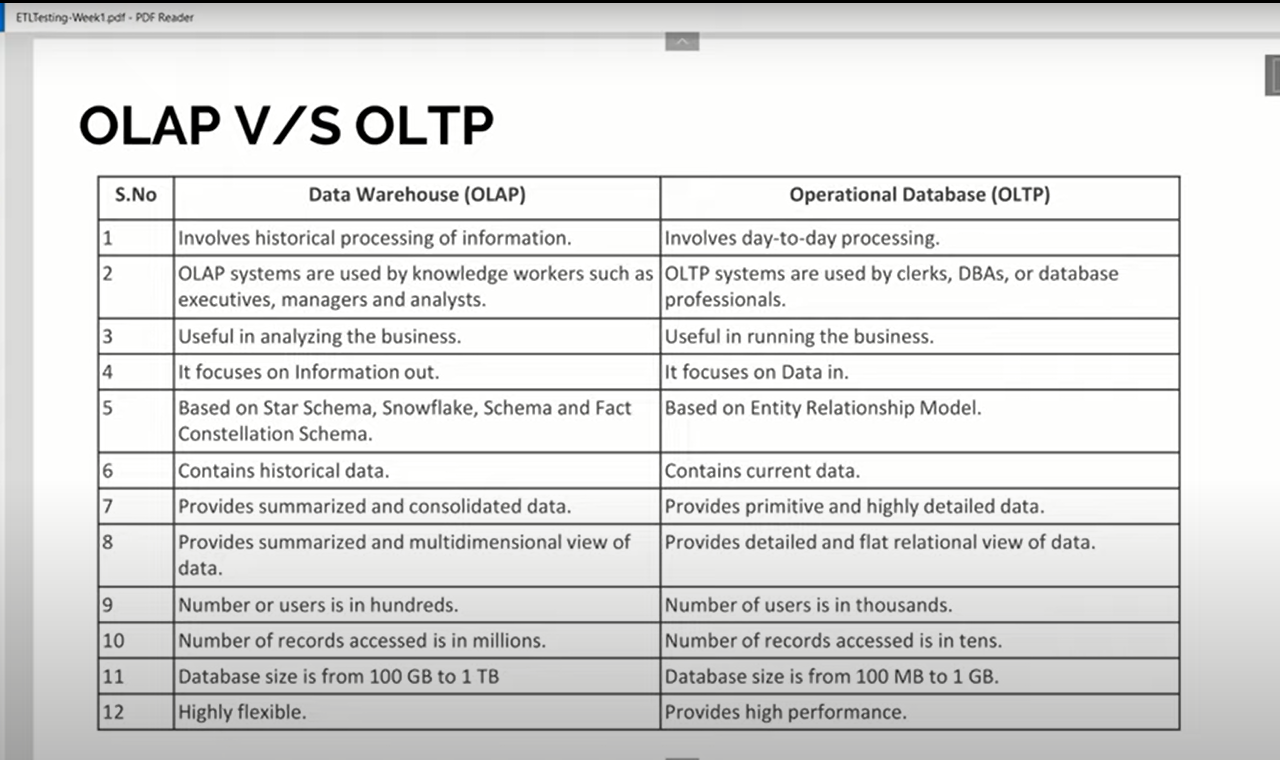 ETLTesting-Week1.pdf - PDF Reader
OLAP V/S OLTP
S.No Data Warehouse (OLAP) Operational Database (OLTP)
1 Involves historical processing of information. Involves day-to-day processing.
2 OLAP systems are used by knowledge workers such as OLTP systems are used by clerks, DBAs, or database
executives, managers and analysts. professionals.
3 Useful in analyzing the business. Useful in running the business.
4 It focuses on Information out. It focuses on Data in.
5 Based on Star Schema, Snowflake, Schema and Fact Based on Entity Relationship Model.
Constellation Schema.
6 Contains historical data. Contains current data.
7 Provides summarized and consolidated data. Provides primitive and highly detailed data.
8 Provides summarized and multidimensional view of Provides detailed and flat relational view of data.
data.
9 Number or users is in hundreds. Number of users is in thousands.
10 Number of records accessed is in millions. Number of records accessed is in tens.
11 Database size is from 100 GB to 1 TB Database size is from 100 MB to 1 GB.
12 Highly flexible. Provides high performance.